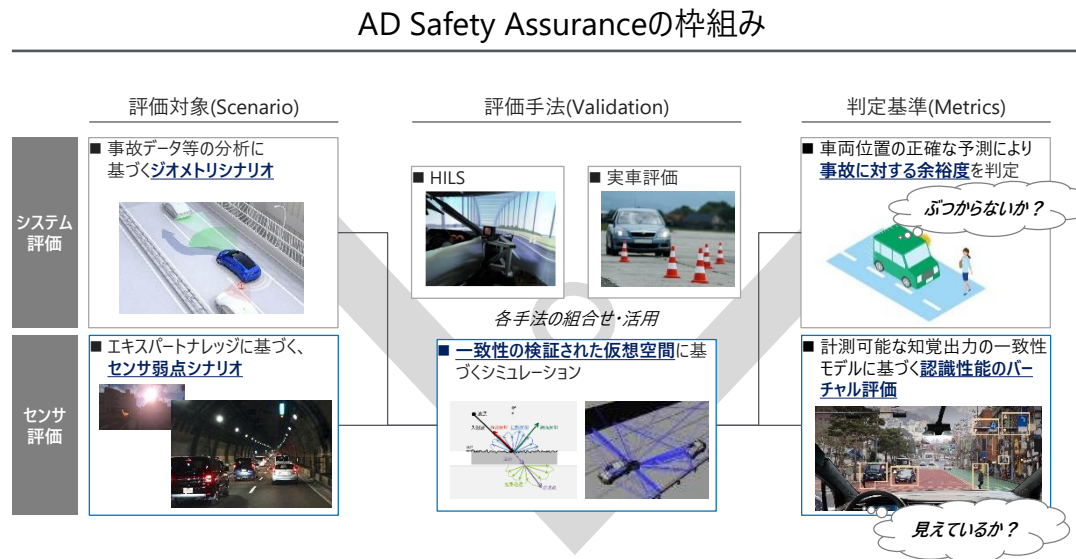 AD Safety Assuranceの枠組み
評価対象(Scenario)
評価手法(Validation)
判定基準(Metrics)
システム
評価
■ 事故データ等の分析に
基づくジオメトリシナリオ
■ HILS
■ 実車評価
■ 車両位置の正確な予測により
事故に対する余裕度を判定
ぶつからないか？
各手法の組合せ・活用
センサ
評価
■ エキスパートナレッジに基づく、
センサ弱点シナリオ
■ 一致性の検証された仮想空間に基
づくシミュレーション
■ 計測可能な知覚出力の一致性
モデルに基づく認識性能のバー
チャル評価
見えているか？